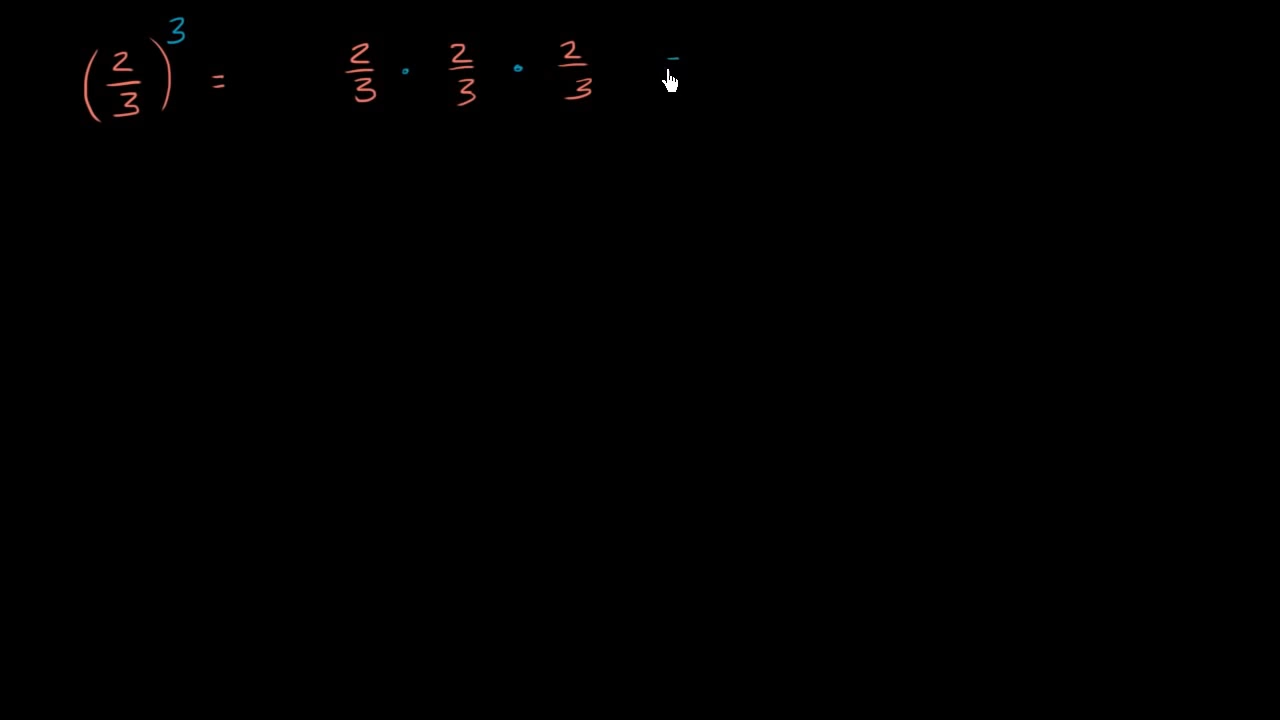 (2/3)³ = 2/3 · 2/3 · 2/3 -